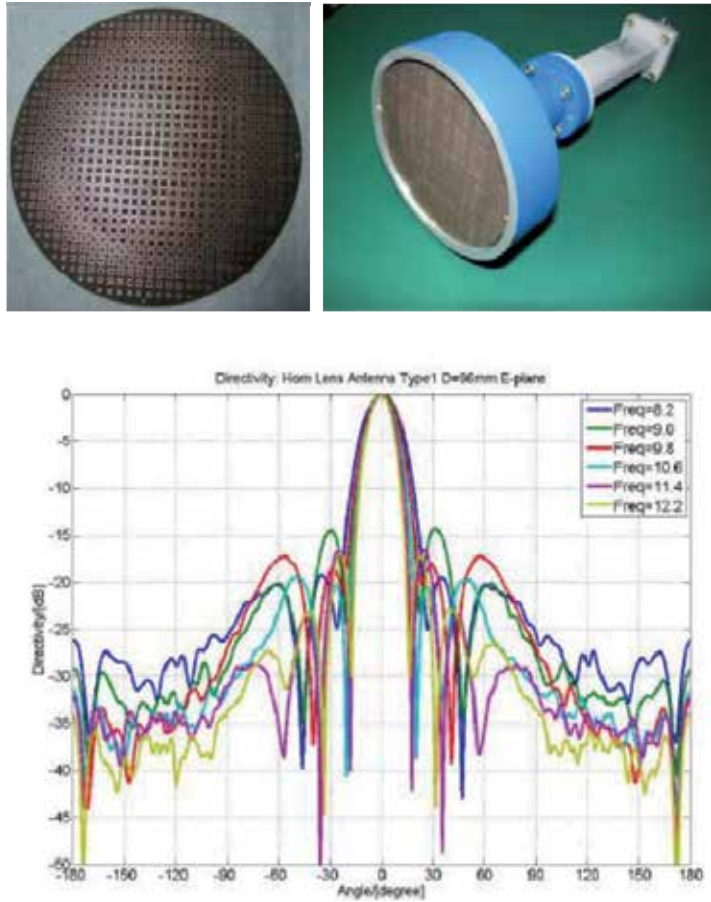 Directivity: Horn Lens Antenna Type1 D=96mm E-plane
0
-5
-10
-15
-20
-25
-30
-35
-40
-45
-50
Directivity/[dB]
Freq=8.2
Freq=9.0
Freq=9.8
Freq=10.6
Freq=11.4
Freq=12.2
-180 -150 -120 -90 -60 -30 0 30 60 90 120 150 180
Angle/[degree]